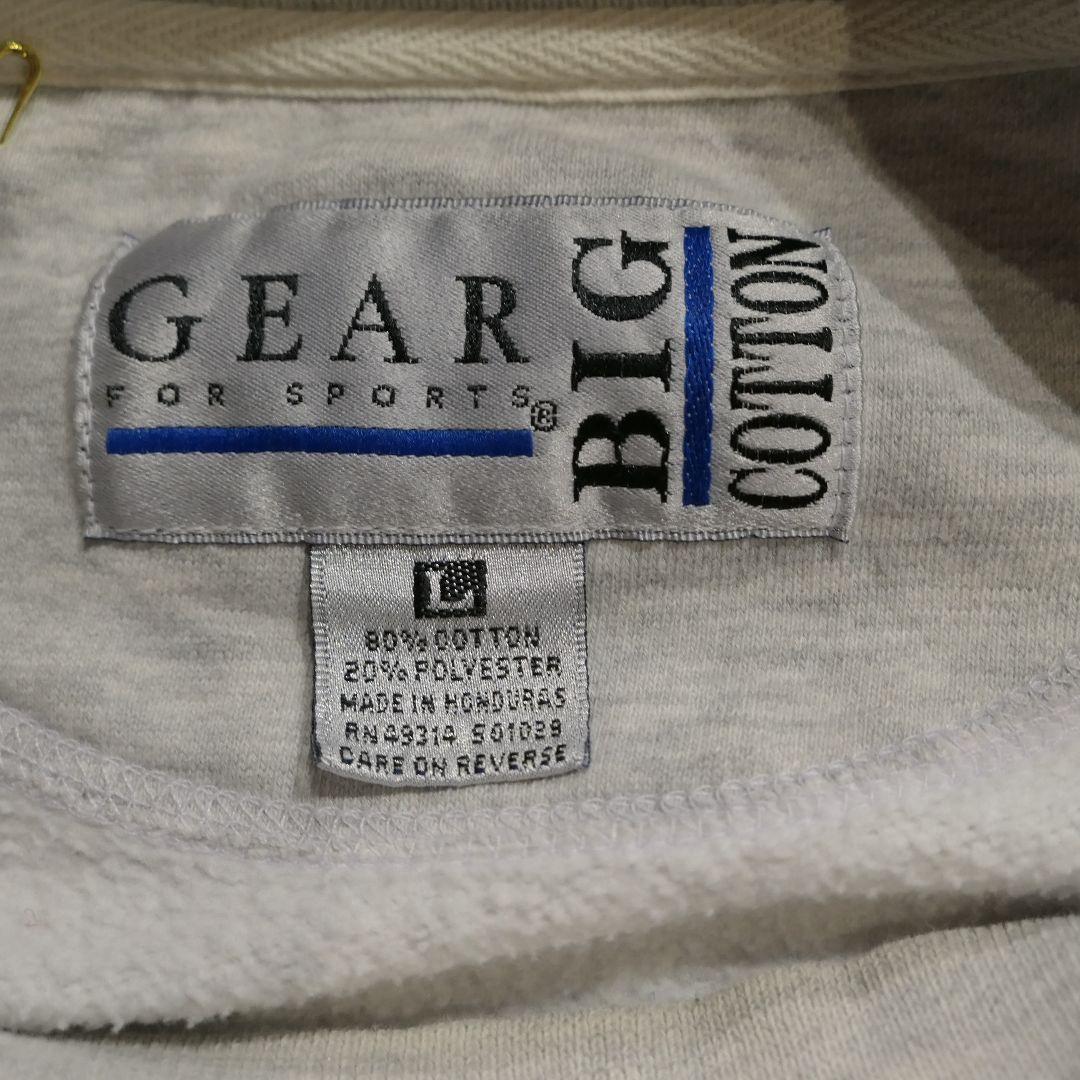 GEAR
FOR SPORTS®
BIG
COTTON
L
80% COTTON
20% POLYESTER
MADE IN HONDURAS
RN 49314 S01029
CARE ON REVERSE